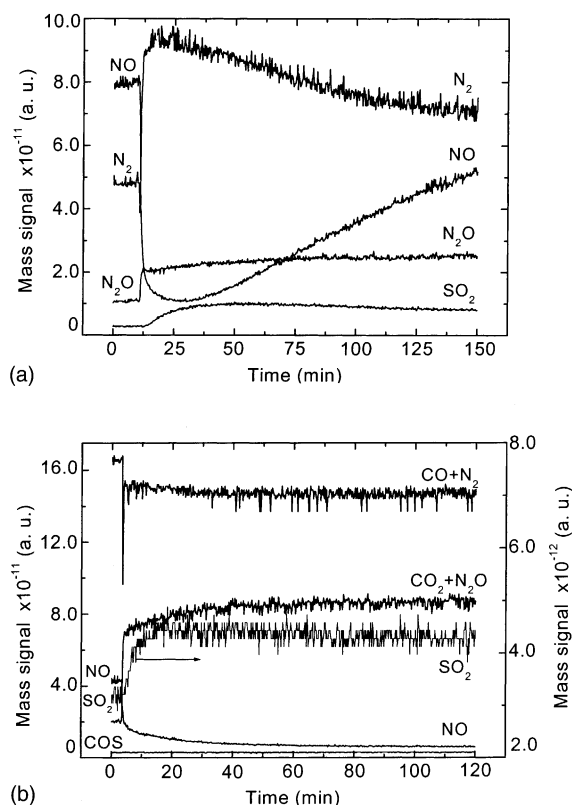 10.0
8.0
6.0
4.0
2.0
0
Mass signal x10-11 (a. u.)
NO
N2
N2O
N2
NO
N2O
SO2
0 25 50 75 100 125 150
Time (min)
(a)
16.0
14.0
12.0
8.0
4.0
0
Mass signal x10-11 (a. u.)
8.0
6.0
4.0
2.0
Mass signal x10-12 (a. u.)
CO+N2
CO2+N2O
NO
SO2
SO2
COS
NO
0 20 40 60 80 100 120
Time (min)
(b)